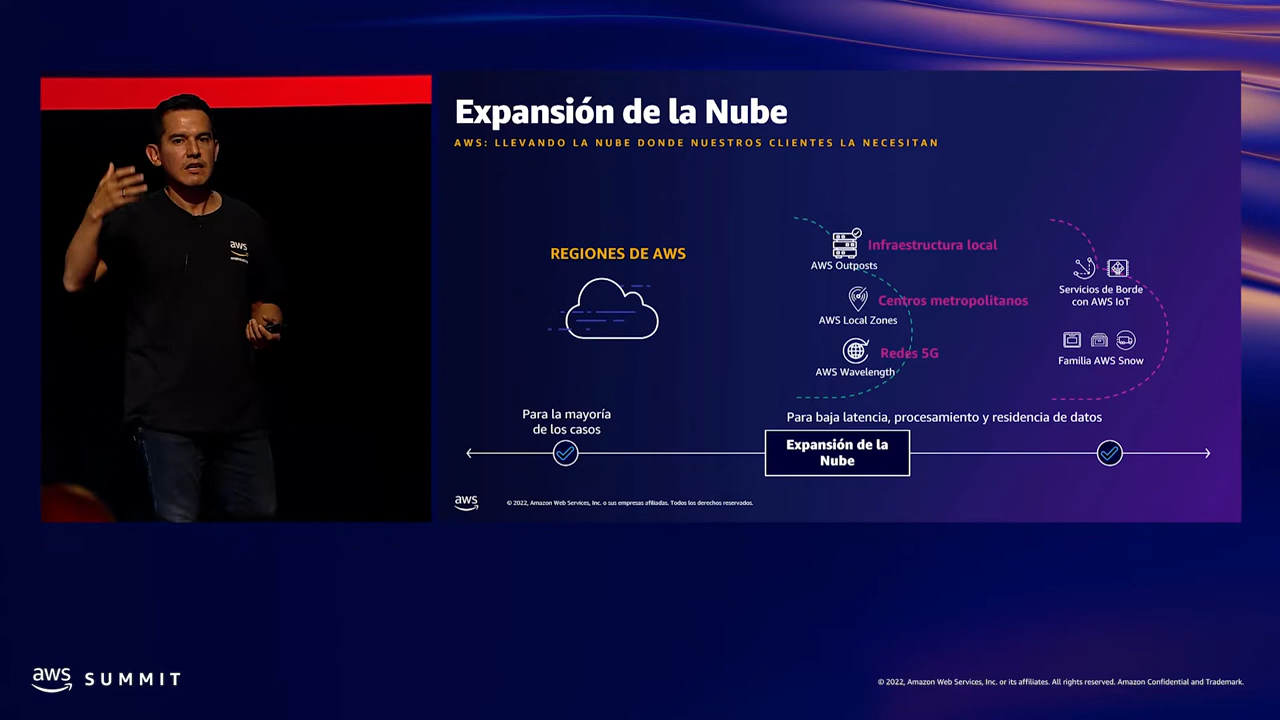 Expansión de la Nube
AWS: LLEVANDO LA NUBE DONDE NUESTROS CLIENTES LA NECESITAN
REGIONES DE AWS
Infraestructura local
AWS Outposts
Centros metropolitanos
AWS Local Zones
Redes 5G
AWS Wavelength
Servicios de Borde
con AWS IoT
Familia AWS Snow
Para la mayoría
de los casos
Para baja latencia, procesamiento y residencia de datos
Expansión de la
Nube
aws
© 2022, Amazon Web Services, Inc. o sus empresas afiliadas. Todos los derechos reservados.
aws
aws SUMMIT
© 2022, Amazon Web Services, Inc. or its affiliates. All rights reserved. Amazon Confidential and Trademark.